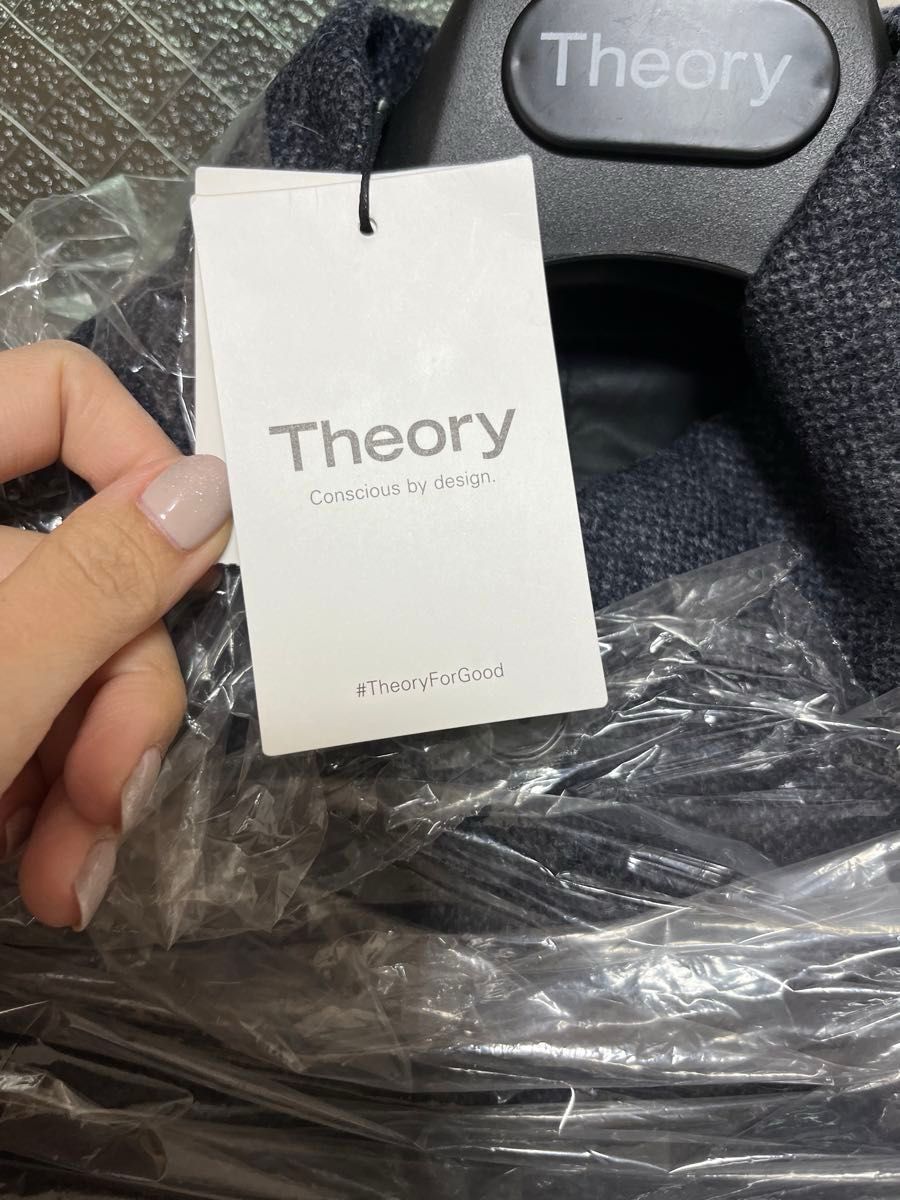 Theory
Theory
Conscious by design.
#TheoryForGood